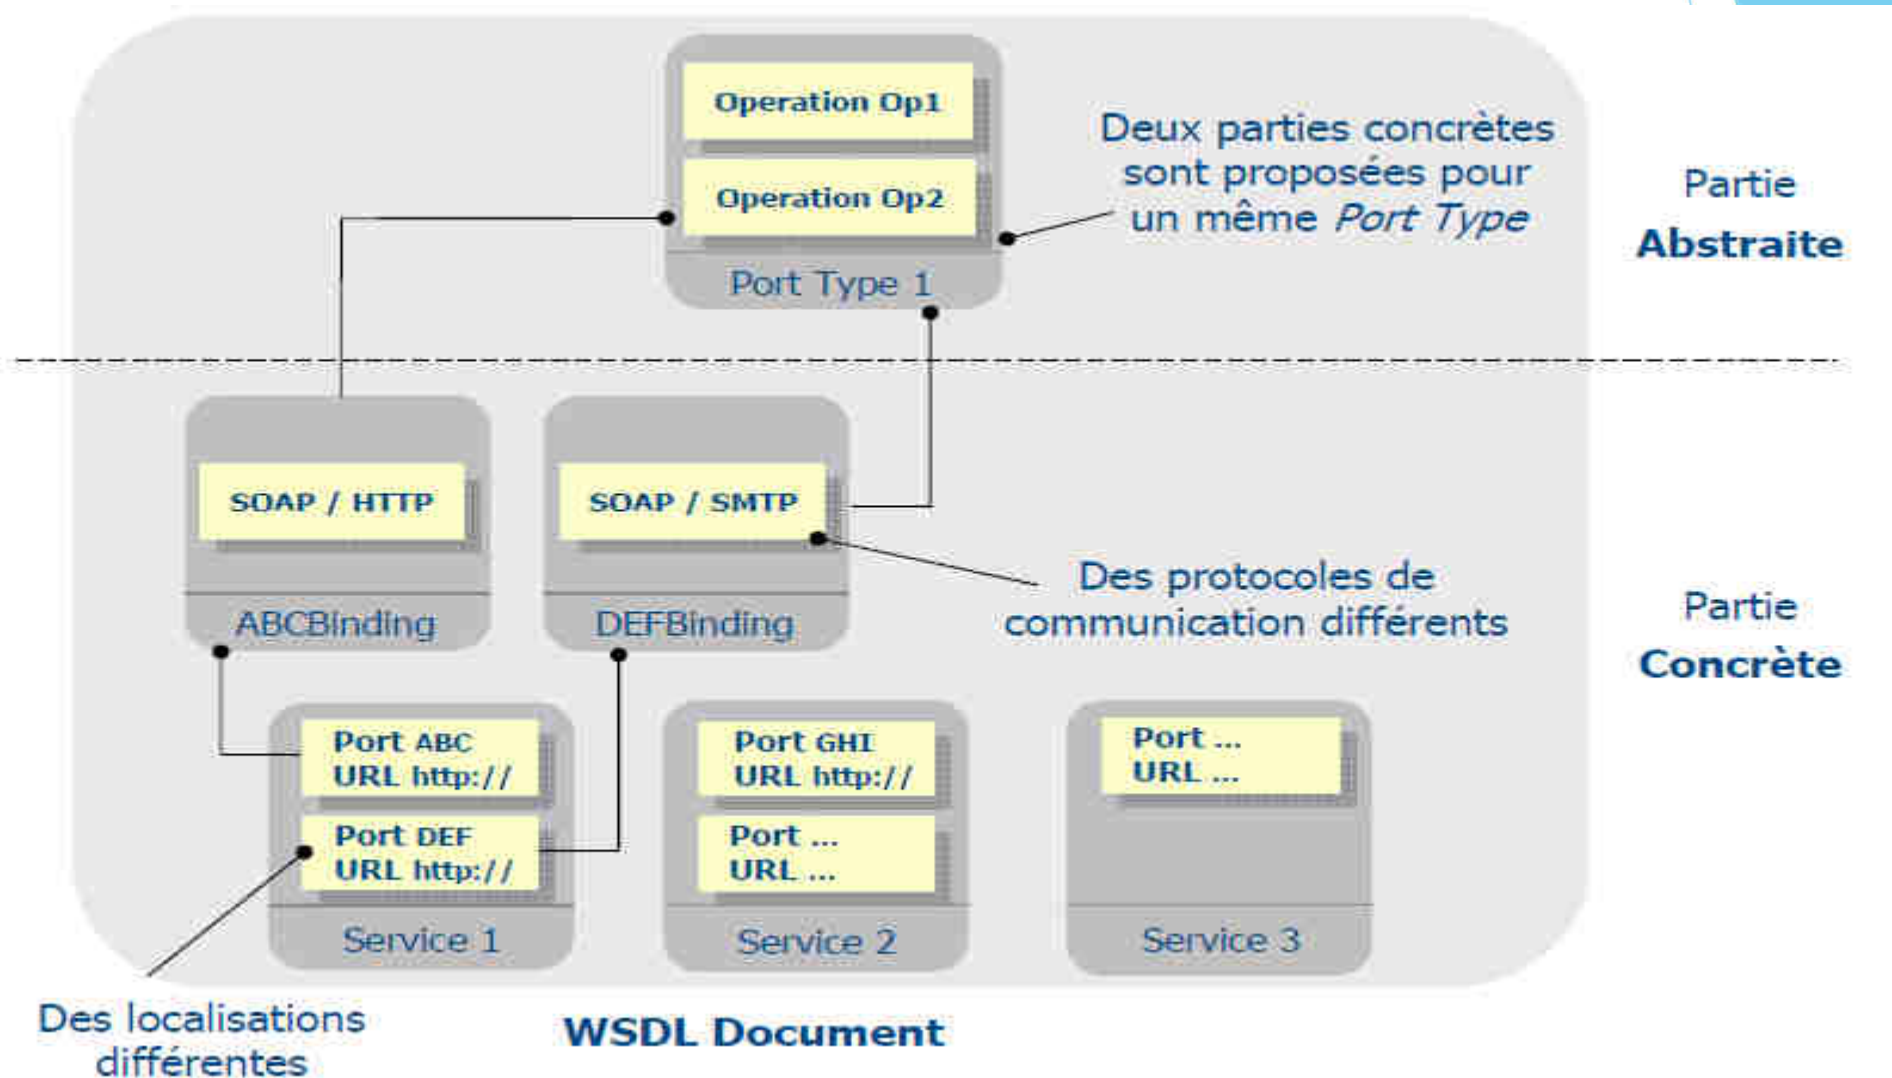 Operation Op1
Operation Op2
Port Type 1
Deux parties concrètes
sont proposées pour
un même Port Type
Partie
Abstraite
SOAP / HTTP
ABCBinding
SOAP / SMTP
DEFBinding
Des protocoles de
communication différents
Partie
Concrète
Port ABC
URL http://
Port DEF
URL http://
Service 1
Port GHI
URL http://
Port ...
URL ...
Service 2
Port ...
URL ...
Service 3
Des localisations
différentes
WSDL Document